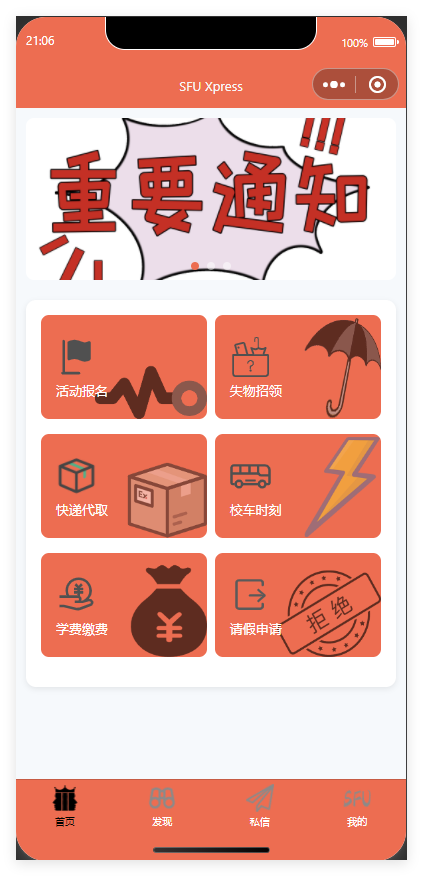 21:06
100%
SFU Xpress
重要通知
活动报名
失物招领
快递代取
Ex
校车时刻
学费缴费
请假申请
拒绝
首页
发现
私信
SFU
我的